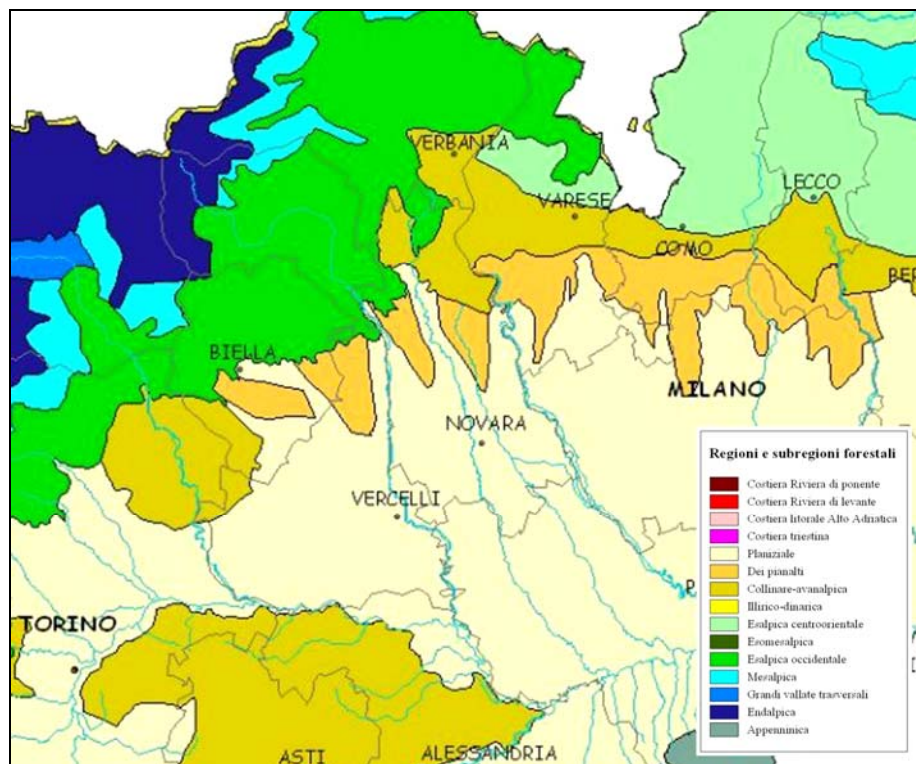 VERBANIA
LECCO
VARESE
COMO
BER
BIELLA
MILANO
NOVARA
VERCELLI
P
TORINO
ASTI
ALESSANDRIA
Regioni e subregioni forestali
Costiera Riviera di ponente
Costiera Riviera di levante
Costiera litorale Alto Adriatica
Costiera triestina
Planiziale
Dei pianalti
Collinare-avanalpica
Illirico-dinarica
Esalpica centroorientale
Esomesalpica
Esalpica occidentale
Mesalpica
Grandi vallate trasversali
Endalpica
Appenninica